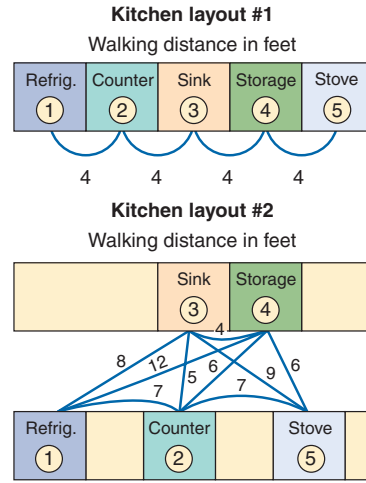 Kitchen layout #1
Walking distance in feet
Refrig. Counter Sink Storage Stove
1 2 3 4 5
4 4 4 4
Kitchen layout #2
Walking distance in feet
Sink Storage
3 4
4
8 12 5 6 9 6
7 7
Refrig. Counter Stove
1 2 5